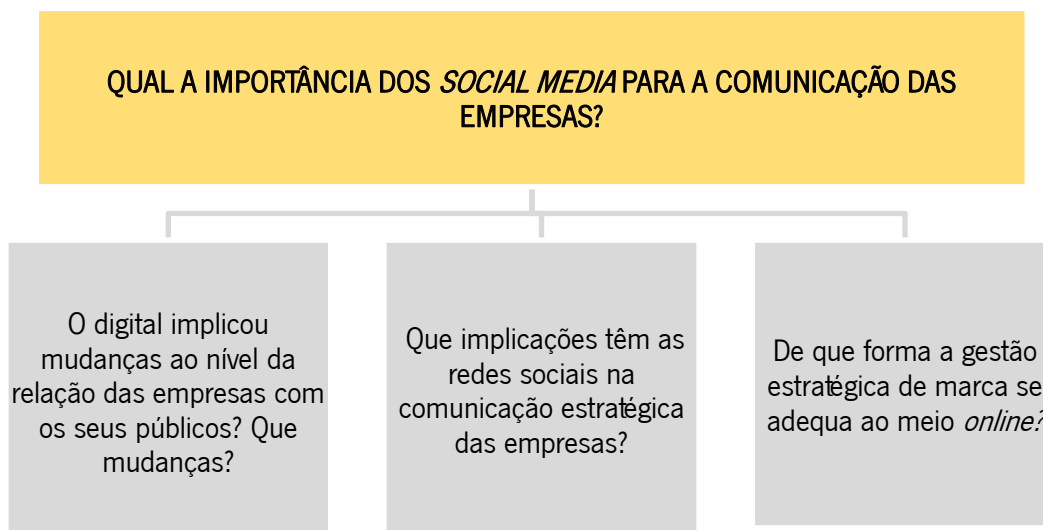 QUAL A IMPORTÂNCIA DOS SOCIAL MEDIA PARA A COMUNICAÇÃO DAS
EMPRESAS?
O digital implicou
mudanças ao nível da
relação das empresas com
os seus públicos? Que
mudanças?
Que implicações têm as
redes sociais na
comunicação estratégica
das empresas?
De que forma a gestão
estratégica de marca se
adequa ao meio online?